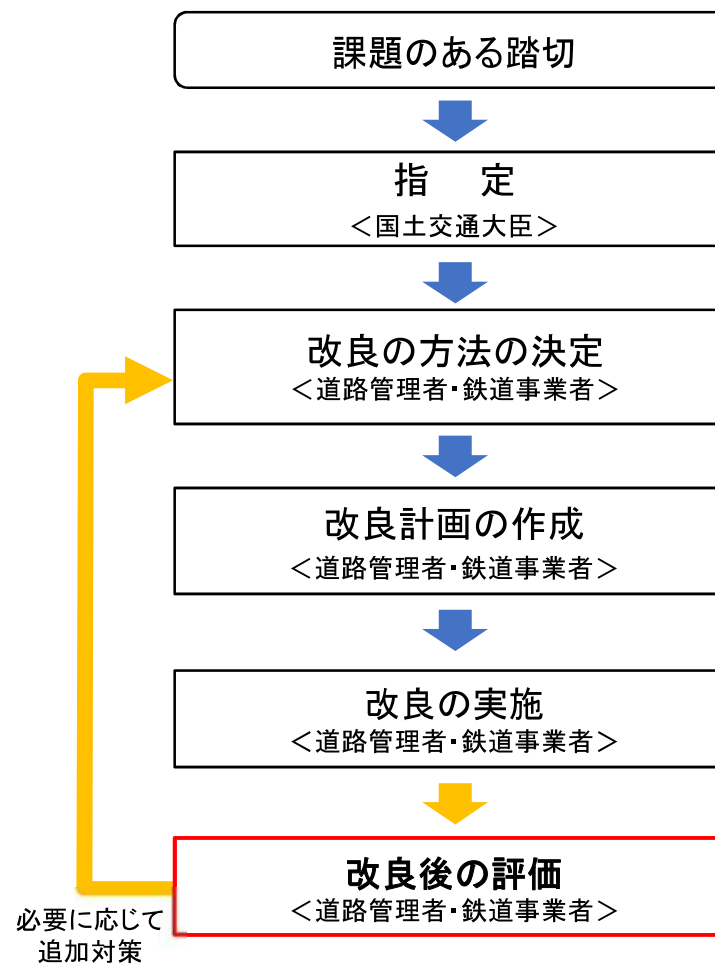 課題のある踏切
指　定
＜国土交通大臣＞
改良の方法の決定
＜道路管理者・鉄道事業者＞
改良計画の作成
＜道路管理者・鉄道事業者＞
改良の実施
＜道路管理者・鉄道事業者＞
改良後の評価
＜道路管理者・鉄道事業者＞
必要に応じて
追加対策